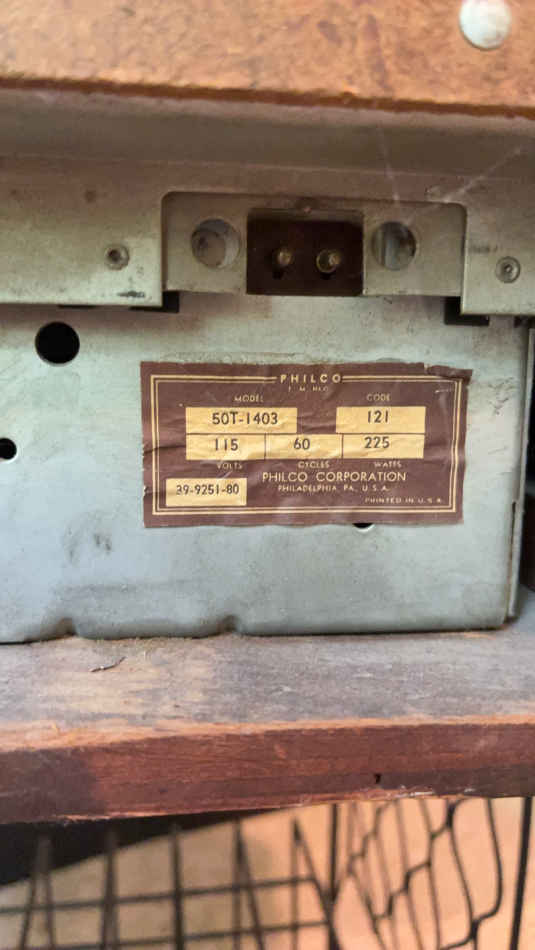 PHILCO
T. M. REG.
MODEL CODE
50T-1403 121
115 60 225
VOLTS CYCLES WATTS
39-9251-80 PHILCO CORPORATION
PHILADELPHIA PA., U. S. A.
PRINTED IN U. S. A.